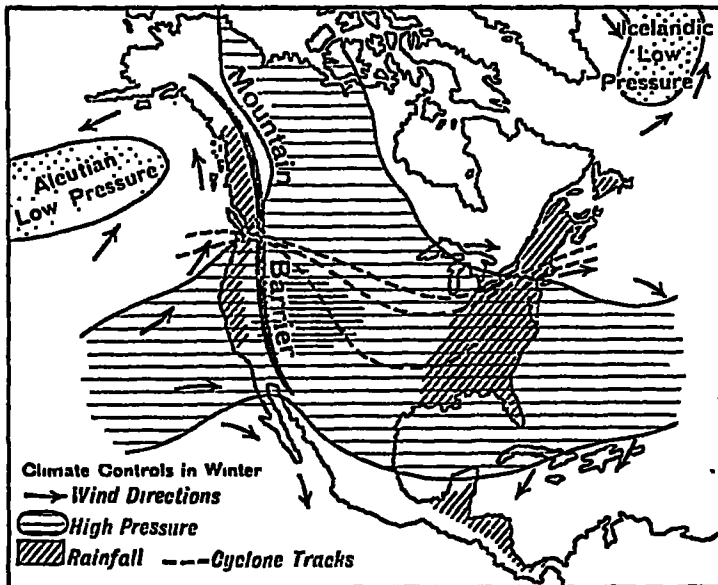 Icelandic
Low
Pressure
Mountain
Aleutian
Low Pressure
Barrier
Climate Controls in Winter
Wind Directions
High Pressure
Rainfall
Cyclone Tracks